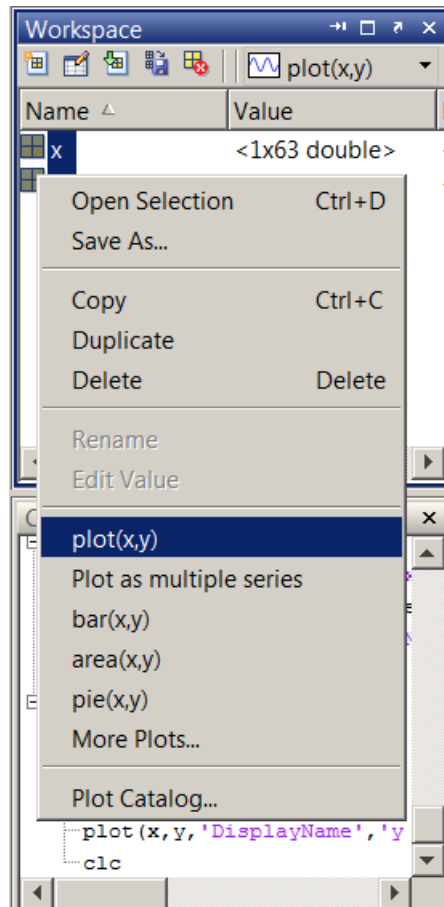 Workspace
plot(x,y)
Name Value
x <1x63 double>
Open Selection Ctrl+D
Save As...
Copy Ctrl+C
Duplicate
Delete Delete
Rename
Edit Value
plot(x,y)
Plot as multiple series
bar(x,y)
area(x,y)
pie(x,y)
More Plots...
Plot Catalog...
plot(x,y,'DisplayName','y
clc